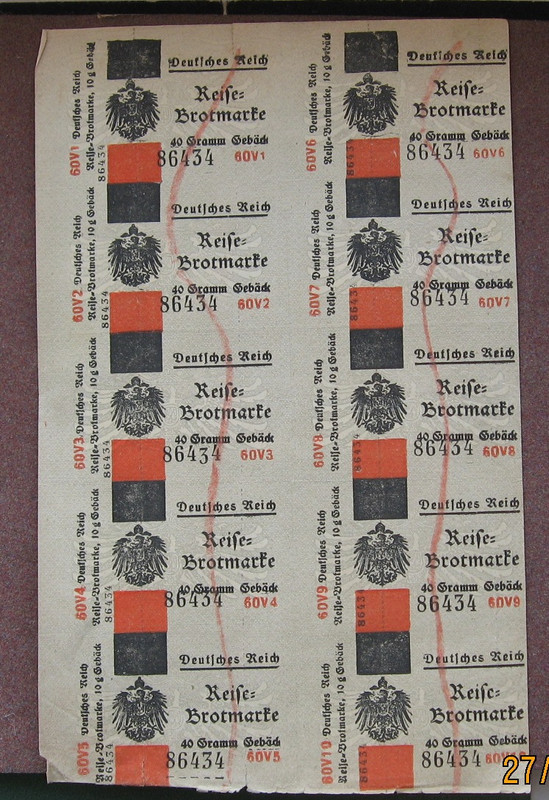 60V1 Deutsches Reich
Reise-Brotmarke, 10 g Gebäck
86434
Deutsches Reich
Reise-
Brotmarke
40 Gramm Gebäck
86434 60V1
60V6 Deutsches Reich
Reise-Brotmarke, 10 g Gebäck
86434
Deutsches Reich
Reise-
Brotmarke
40 Gramm Gebäck
86434 60V6
60V2 Deutsches Reich
Reise-Brotmarke, 10 g Gebäck
86434
Deutsches Reich
Reise-
Brotmarke
40 Gramm Gebäck
86434 60V2
60V7 Deutsches Reich
Reise-Brotmarke, 10 g Gebäck
86434
Deutsches Reich
Reise-
Brotmarke
40 Gramm Gebäck
86434 60V7
60V3 Deutsches Reich
Reise-Brotmarke, 10 g Gebäck
86434
Deutsches Reich
Reise-
Brotmarke
40 Gramm Gebäck
86434 60V3
60V8 Deutsches Reich
Reise-Brotmarke, 10 g Gebäck
86434
Deutsches Reich
Reise-
Brotmarke
40 Gramm Gebäck
86434 60V8
60V4 Deutsches Reich
Reise-Brotmarke, 10 g Gebäck
86434
Deutsches Reich
Reise-
Brotmarke
40 Gramm Gebäck
86434 60V4
60V9 Deutsches Reich
Reise-Brotmarke, 10 g Gebäck
86434
Deutsches Reich
Reise-
Brotmarke
40 Gramm Gebäck
86434 60V9
60V5 Deutsches Reich
Reise-Brotmarke, 10 g Gebäck
86434
Deutsches Reich
Reise-
Brotmarke
40 Gramm Gebäck
86434 60V5
60V10 Deutsches Reich
Reise-Brotmarke, 10 g Gebäck
86434
Deutsches Reich
Reise-
Brotmarke
40 Gramm Gebäck
86434 60V10
27/